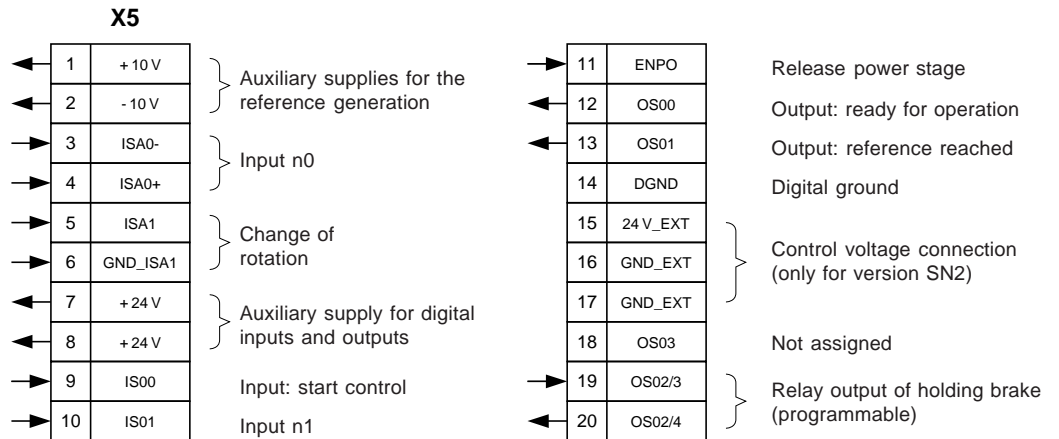 X5
1 +10 V
2 -10 V
Auxiliary supplies for the
reference generation
3 ISA0-
4 ISA0+
Input n0
5 ISA1
6 GND_ISA1
Change of
rotation
7 +24 V
8 +24 V
Auxiliary supply for digital
inputs and outputs
9 IS00 Input: start control
10 IS01 Input n1
11 ENPO Release power stage
12 OS00 Output: ready for operation
13 OS01 Output: reference reached
14 DGND Digital ground
15 24 V_EXT
16 GND_EXT
17 GND_EXT
Control voltage connection
(only for version SN2)
18 OS03 Not assigned
19 OS02/3
20 OS02/4
Relay output of holding brake
(programmable)